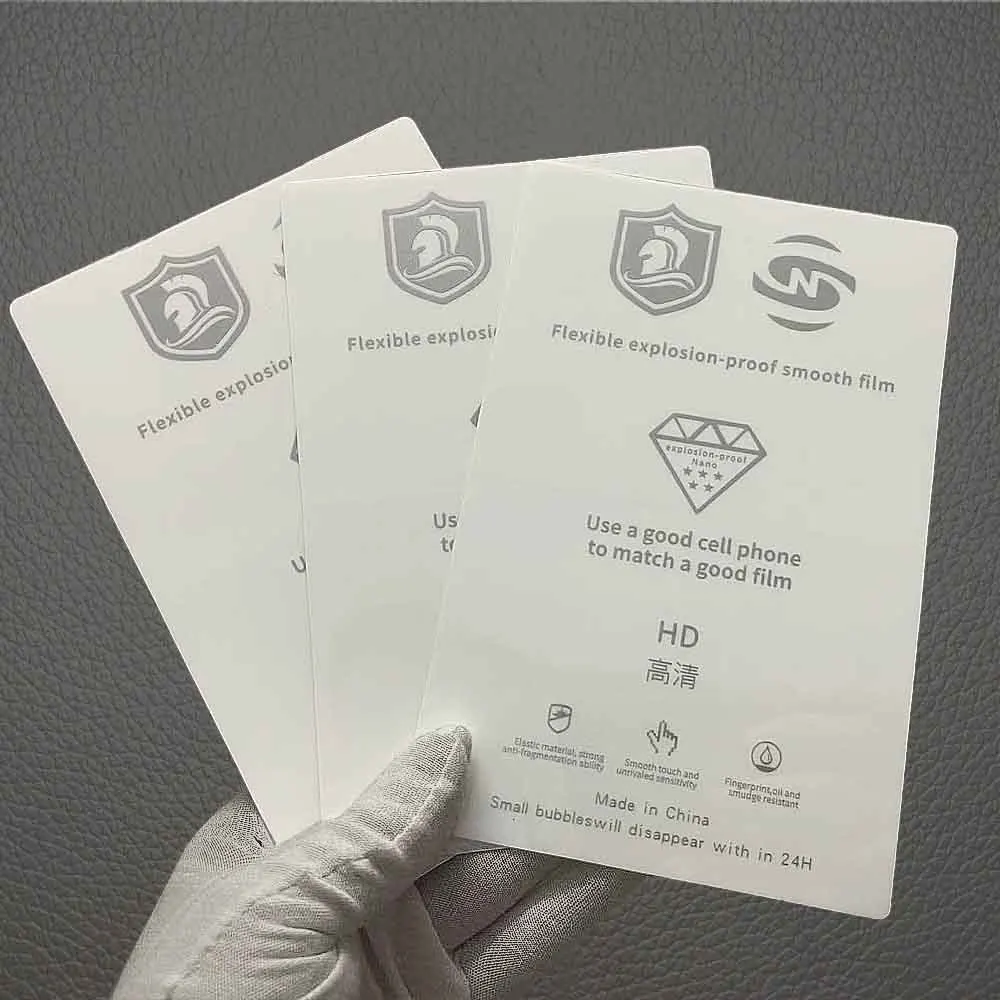 Flexible explosio
U
Flexible explosi
Us
to
N
Flexible explosion-proof smooth film
explosion-proof
Nano
Use a good cell phone
to match a good film
HD
高清
Elastic material, strong
anti-fragmentation ability
Smooth touch and
unrivaled sensitivity
Fingerprint,oil and
smudge resistant
Made in China
Small bubbleswill disappear with in 24H